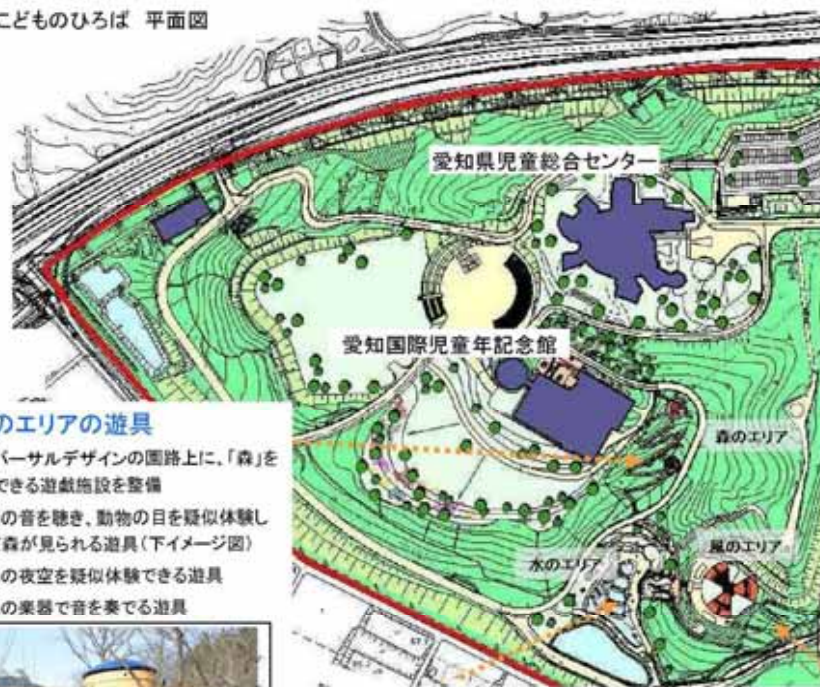 こどものひろば 平面図
愛知県児童総合センター
愛知国際児童年記念館
森のエリア
風のエリア
水のエリア
のエリアの遊具
バーサルデザインの園路上に、「森」を
できる遊戯施設を整備
の音を聴き、動物の目を疑似体験し
森が見られる遊具(下イメージ図)
の夜空を疑似体験できる遊具
の楽器で音を奏でる遊具